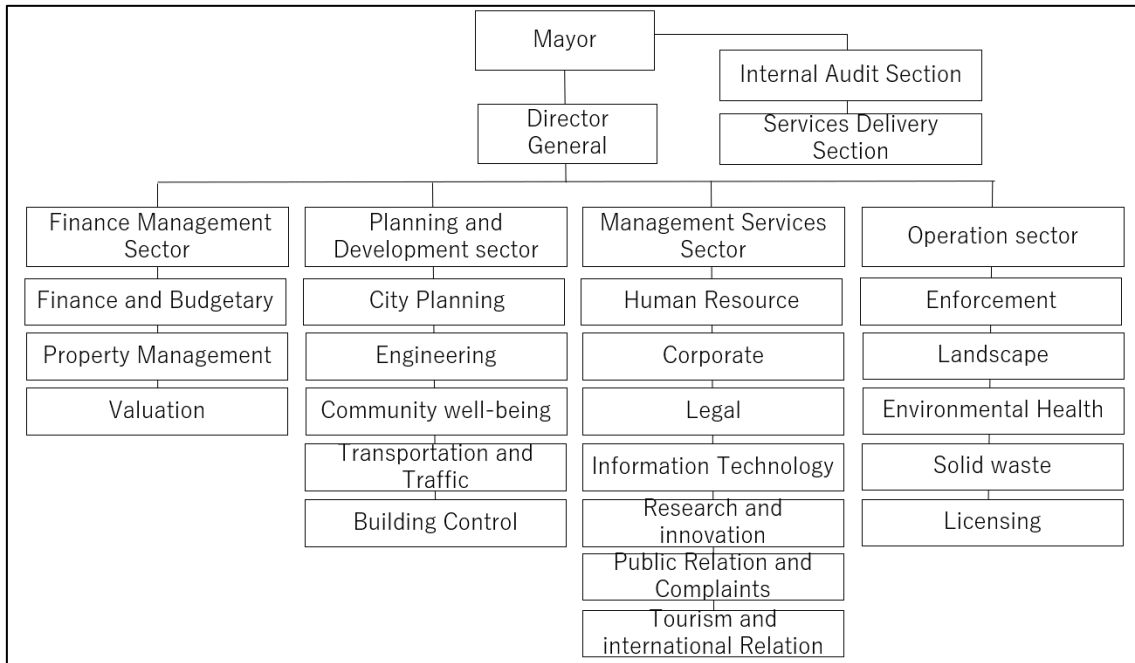 Mayor
Internal Audit Section
Director
General
Services Delivery
Section
Finance Management
Sector
Finance and Budgetary
Property Management
Valuation
Planning and
Development sector
City Planning
Engineering
Community well-being
Transportation and
Traffic
Building Control
Management Services
Sector
Human Resource
Corporate
Legal
Information Technology
Research and
innovation
Public Relation and
Complaints
Tourism and
international Relation
Operation sector
Enforcement
Landscape
Environmental Health
Solid waste
Licensing